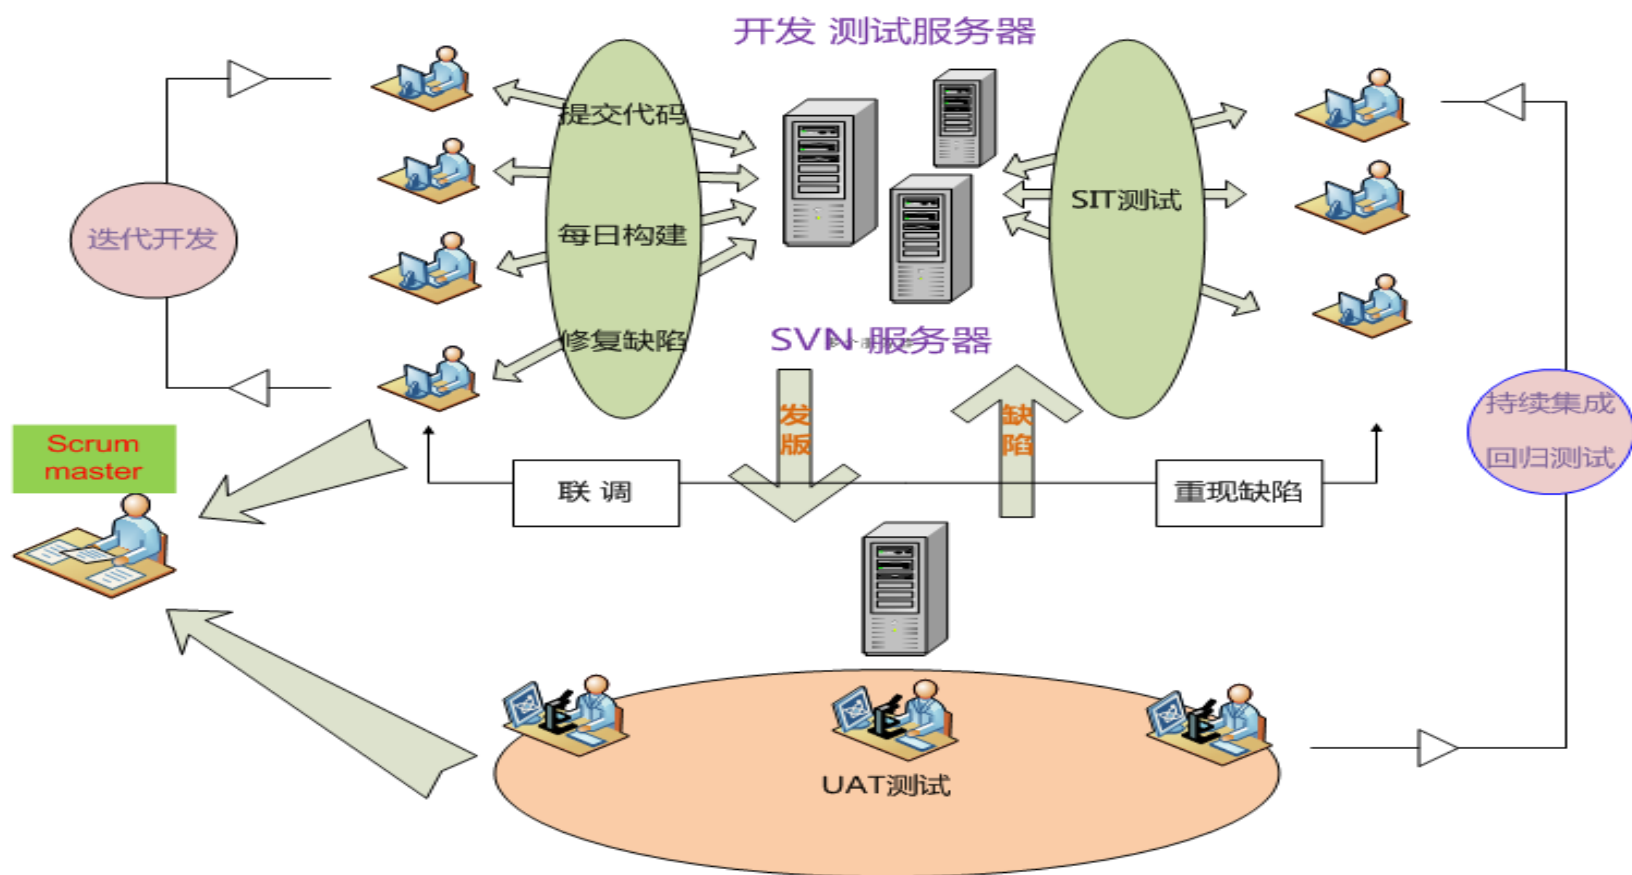 开发 测试服务器
提交代码
SIT测试
每日构建
迭代开发
修复缺陷
SVN 服务器
发版
缺陷
持续集成
回归测试
Scrum
master
联 调
重现缺陷
UAT测试